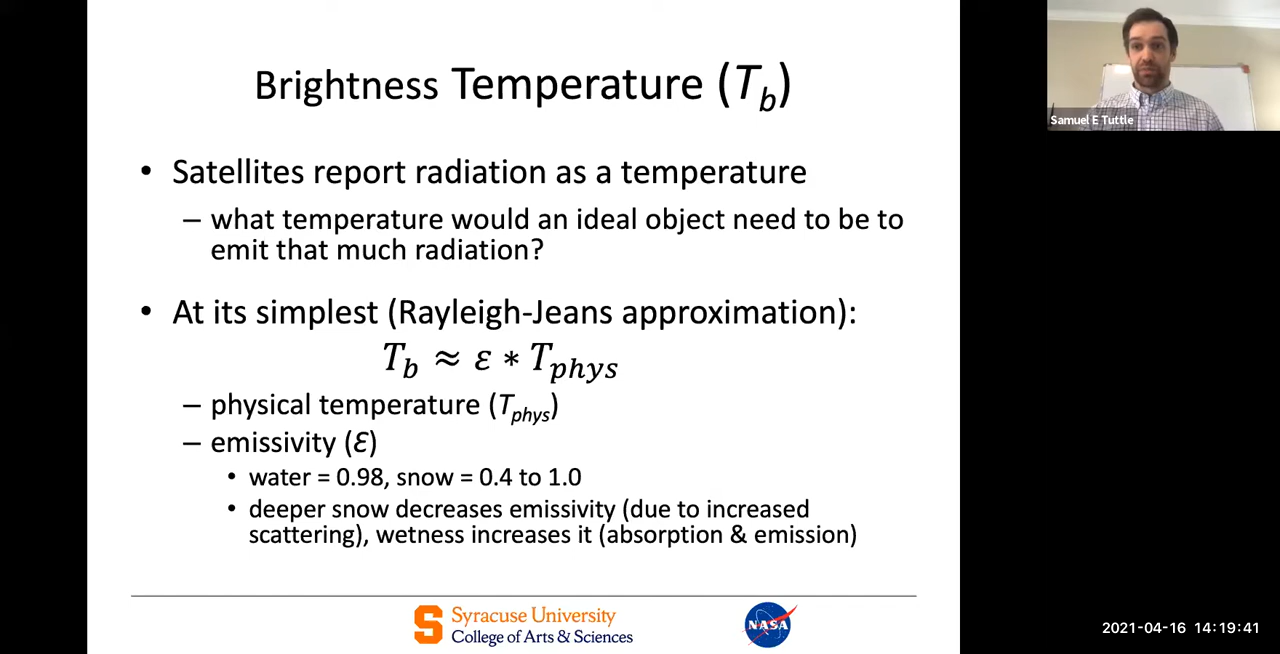 Brightness Temperature (T_b)
Samuel E Tuttle
• Satellites report radiation as a temperature
– what temperature would an ideal object need to be to
emit that much radiation?
• At its simplest (Rayleigh-Jeans approximation):
T_b ≈ ε * T_phys
– physical temperature (T_phys)
– emissivity (Ɛ)
• water = 0.98, snow = 0.4 to 1.0
• deeper snow decreases emissivity (due to increased
scattering), wetness increases it (absorption & emission)
S
Syracuse University
College of Arts & Sciences
NASA
2021-04-16 14:19:41